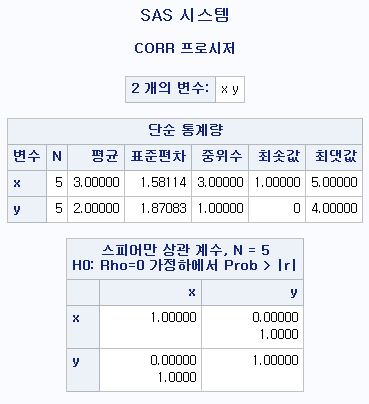 SAS 시스템
CORR 프로시저
2 개의 변수: x y
단순 통계량
변수 N 평균 표준편차 중위수 최솟값 최댓값
x 5 3.00000 1.58114 3.00000 1.00000 5.00000
y 5 2.00000 1.87083 1.00000 0 4.00000
스피어만 상관 계수, N = 5
H0: Rho=0 가정하에서 Prob > |r|
x y
x 1.00000 0.00000
1.0000
y 0.00000 1.00000
1.0000